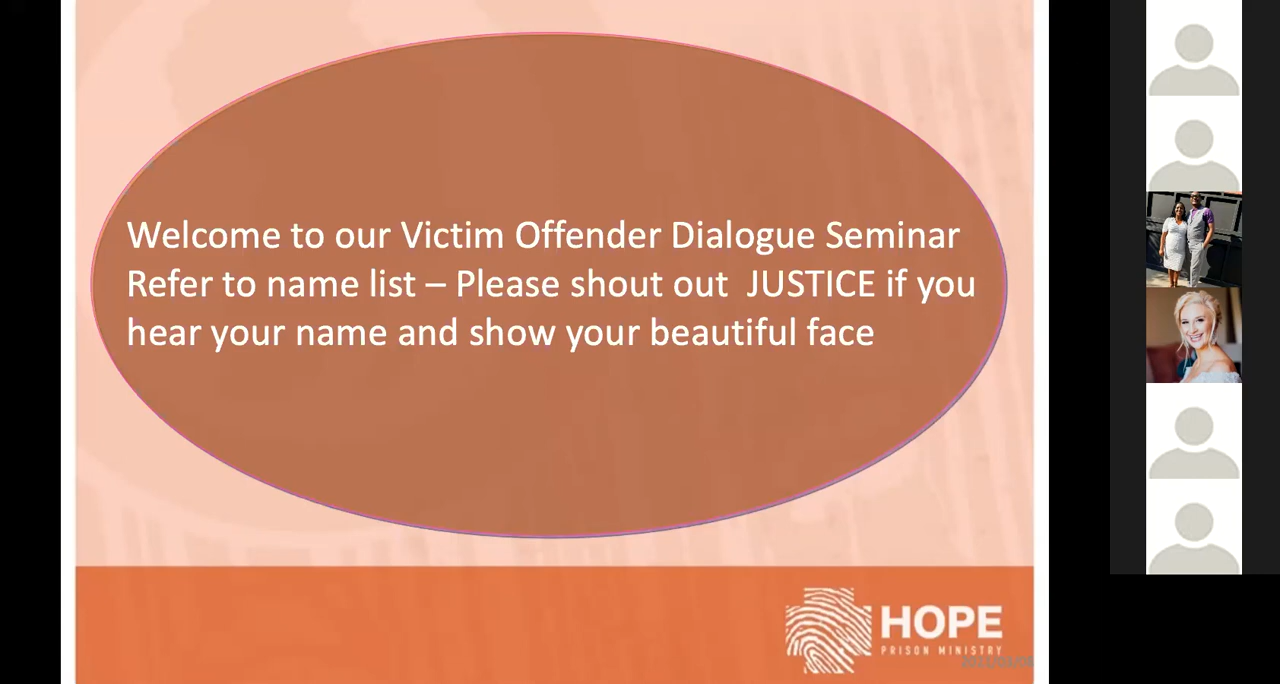 Welcome to our Victim Offender Dialogue Seminar
Refer to name list – Please shout out  JUSTICE if you
hear your name and show your beautiful face
HOPE
PRISON MINISTRY